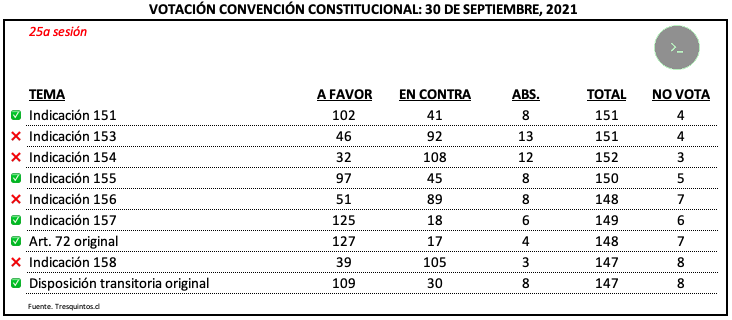 VOTACIÓN CONVENCIÓN CONSTITUCIONAL: 30 DE SEPTIEMBRE, 2021
25a sesión
>_
TEMA A FAVOR EN CONTRA ABS. TOTAL NO VOTA
✅ Indicación 151 102 41 8 151 4
❌ Indicación 153 46 92 13 151 4
❌ Indicación 154 32 108 12 152 3
✅ Indicación 155 97 45 8 150 5
❌ Indicación 156 51 89 8 148 7
✅ Indicación 157 125 18 6 149 6
✅ Art. 72 original 127 17 4 148 7
❌ Indicación 158 39 105 3 147 8
✅ Disposición transitoria original 109 30 8 147 8
Fuente. Tresquintos.cl